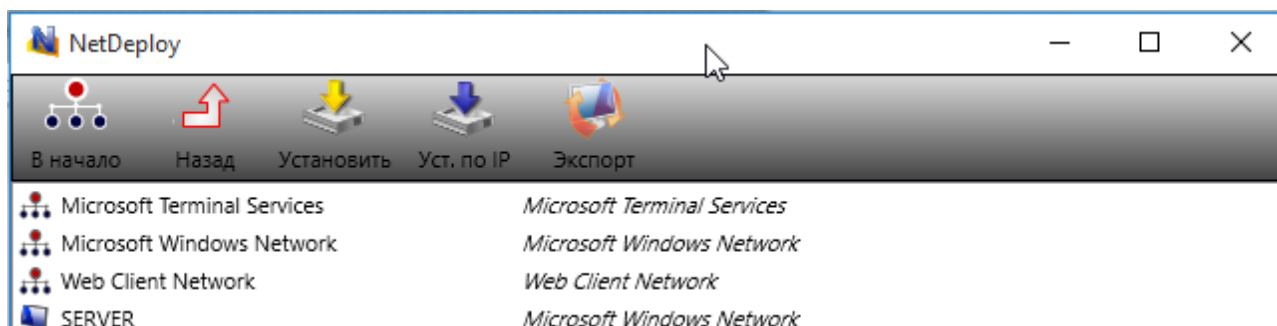 NetDeploy
В начало Назад Установить Уст. по IP Экспорт
Microsoft Terminal Services Microsoft Terminal Services
Microsoft Windows Network Microsoft Windows Network
Web Client Network Web Client Network
SERVER Microsoft Windows Network